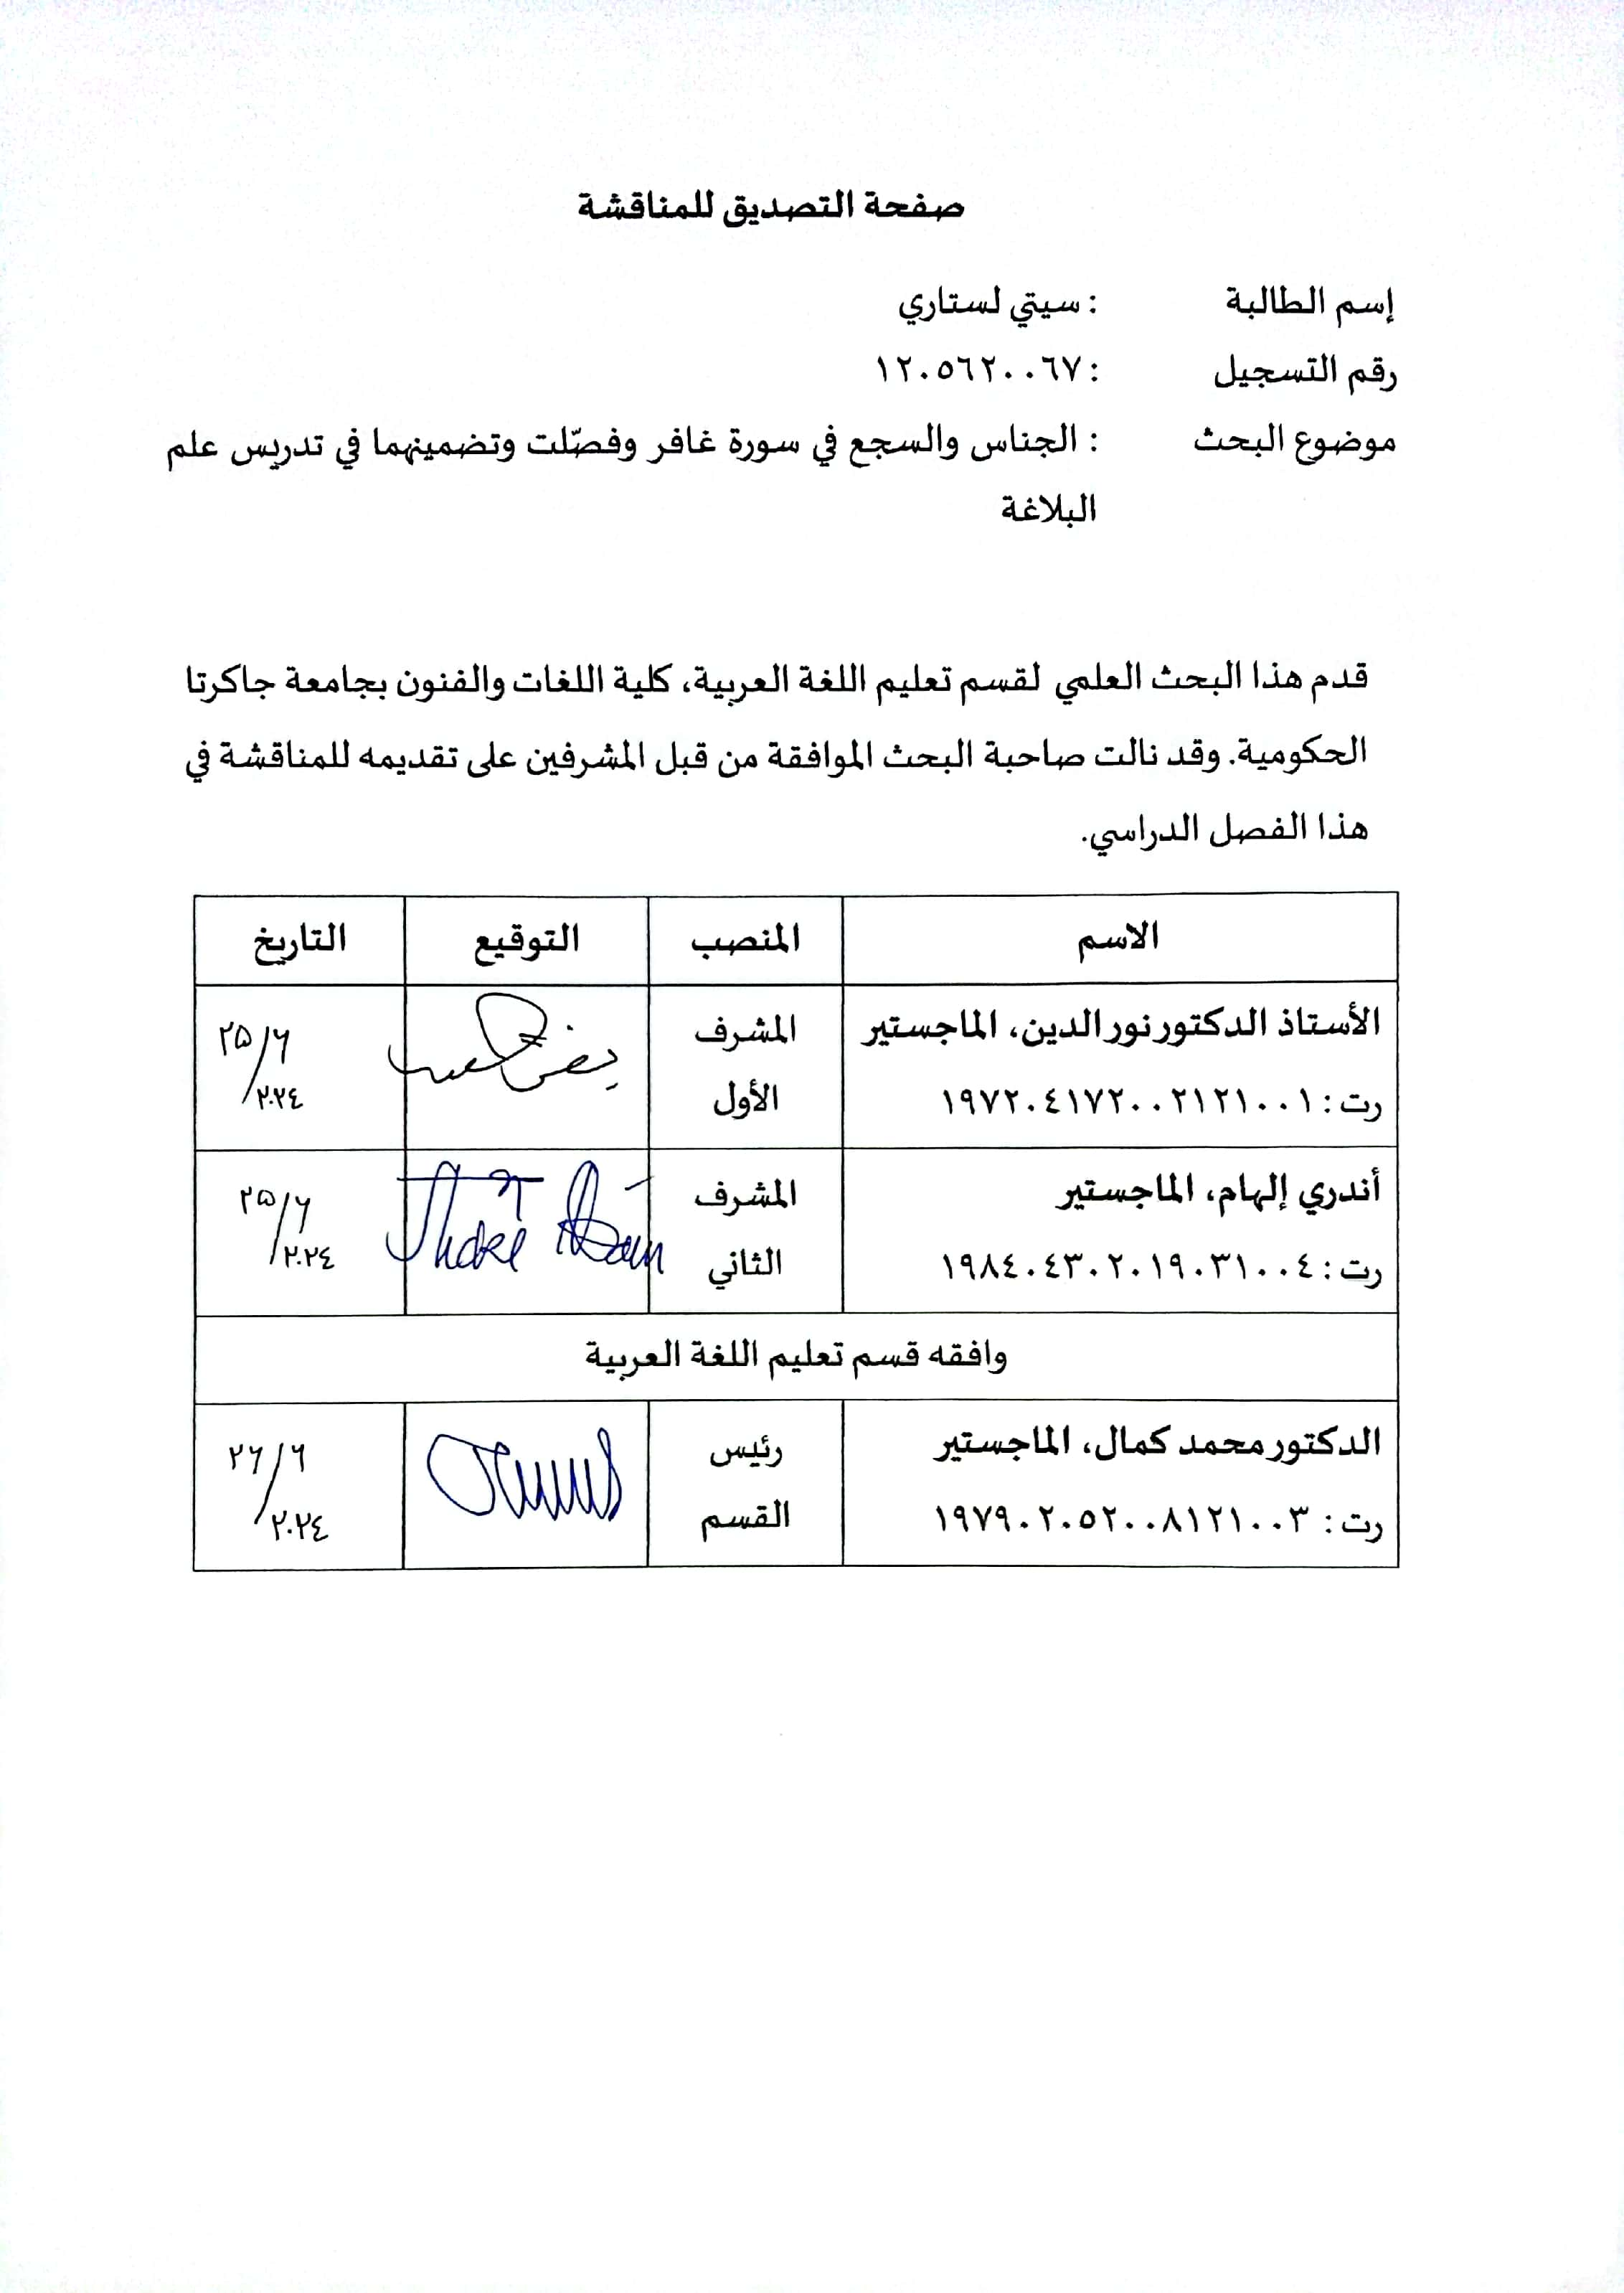 صفحة التصديق للمناقشة
إسم الطالبة : سيتي لستاري
رقم التسجيل : ١٢٠٥٦٢٠٠٦٧
موضوع البحث : الجناس والسجع في سورة غافر وفصّلت وتضمينهما في تدريس علم
البلاغة
قدم هذا البحث العلمي لقسم تعليم اللغة العربية، كلية اللغات والفنون بجامعة جاكرتا
الحكومية. وقد نالت صاحبة البحث الموافقة من قبل المشرفين على تقديمه للمناقشة في
هذا الفصل الدراسي.
الاسم المنصب التوقيع التاريخ
الأستاذ الدكتور نور الدين، الماجستير المشرف ٢٥/٦
رت : ١٩٧٢٠٤١٧٢٠٠٢١٢١٠٠١ الأول ٢٠٢٤
أندري إلهام، الماجستير المشرف ٢٥/٦
رت : ١٩٨٤٠٤٣٠٢٠١٩٠٣١٠٠٤ الثاني ٢٠٢٤
وافقه قسم تعليم اللغة العربية
الدكتور محمد كمال، الماجستير رئيس ٢٦/٦
رت : ١٩٧٩٠٢٠٥٢٠٠٨١٢١٠٠٣ القسم ٢٠٢٤